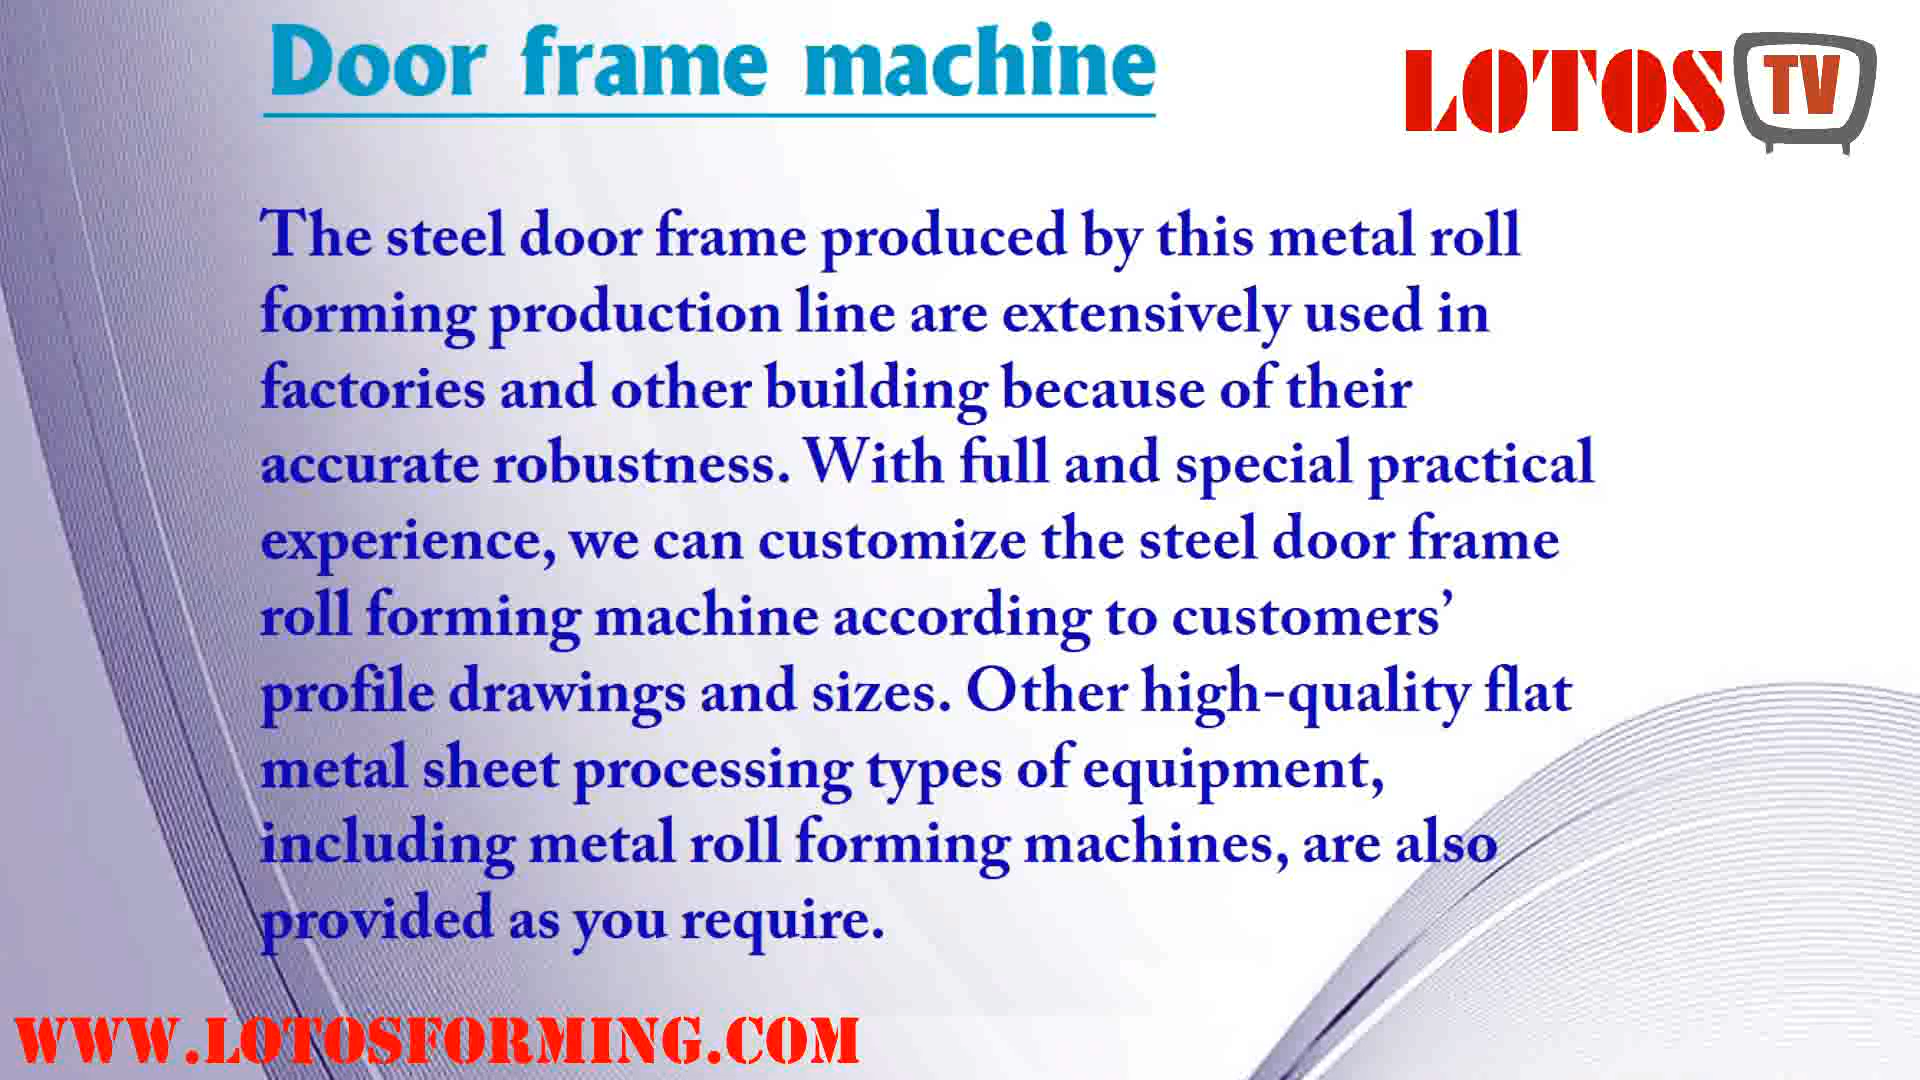 Door frame machine
LOTOS TV
The steel door frame produced by this metal roll
forming production line are extensively used in
factories and other building because of their
accurate robustness. With full and special practical
experience, we can customize the steel door frame
roll forming machine according to customers’
profile drawings and sizes. Other high-quality flat
metal sheet processing types of equipment,
including metal roll forming machines, are also
provided as you require.
WWW.LOTOSFORMING.COM